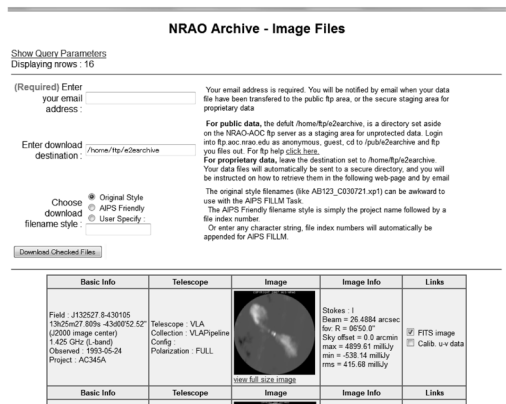 NRAO Archive - Image Files
Show Query Parameters
Displaying nrows : 16
(Required) Enter
your email
address :
Your email address is required. You will be notified by email when your data
file have been transfered to the public ftp area, or the secure staging area for
proprietary data
Enter download
destination :
/home/ftp/e2earchive
For public data, the defult /home/ftp/e2earchive, is a directory set aside
on the NRAO-AOC ftp server as a staging area for unprotected data. Login
into ftp.aoc.nrao.edu as anonymous, guest, cd to /pub/e2earchive and ftp
you files out. For ftp help click here.
For proprietary data, leave the destination set to /home/ftp/e2earchive.
Your data files will automatically be sent to a secure directory, and you will
be instructed on how to retrieve them in the following web-page and by email
Choose
download
filename style :
Original Style
AIPS Friendly
User Specify :
The original style filenames (like AB123_C030721.xp1) can be awkward to
use with the AIPS FILLM Task.
The AIPS Friendly filename style is simply the project name followed by a
file index number.
Or enter any character string, file index numbers will automatically be
appended for AIPS FILLM.
Download Checked Files
Basic Info Telescope Image Image Info Links
Field : J132527.8-430105
13h25m27.809s -43d00'52.52"
(J2000 image center)
1.425 GHz (L-band)
Observed : 1993-05-24
Project : AC345A
Telescope : VLA
Collection : VLAPipeline
Config :
Polarization : FULL
view full size image
Stokes : I
Beam = 26.4884 arcsec
fov: R = 06'50.0"
Sky offset = 0.0 arcmin
max = 4899.61 milliJy
min = -538.14 milliJy
rms = 415.68 milliJy
FITS image
Calib. u-v data
Basic Info Telescope Image Image Info Links